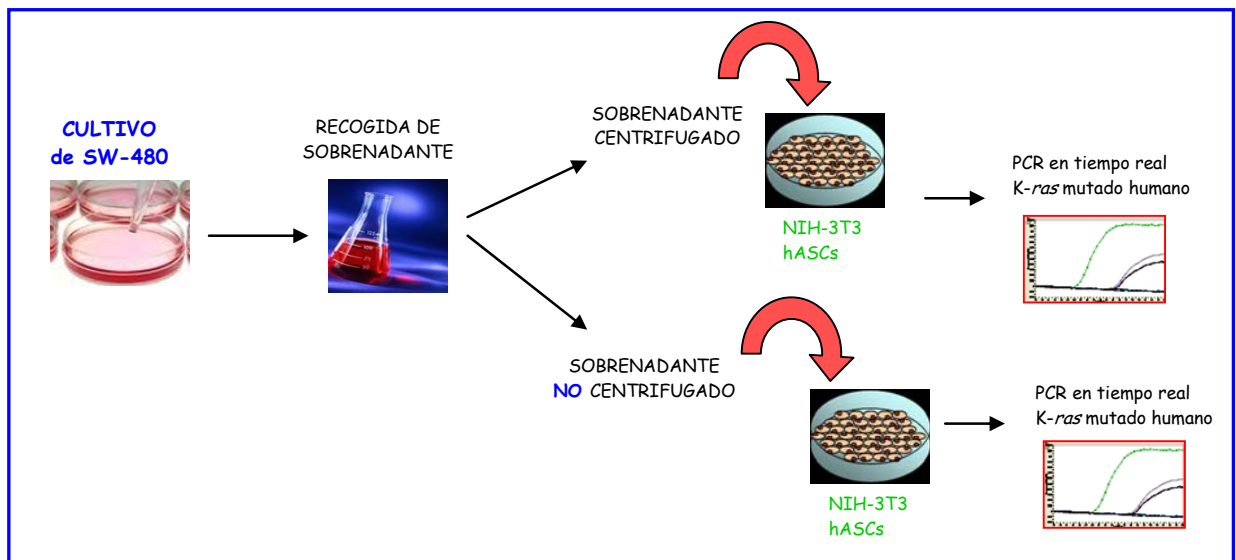 CULTIVO
de SW-480
RECOGIDA DE
SOBRENADANTE
SOBRENADANTE
CENTRIFUGADO
NIH-3T3
hASCs
PCR en tiempo real
K-ras mutado humano
SOBRENADANTE
NO CENTRIFUGADO
NIH-3T3
hASCs
PCR en tiempo real
K-ras mutado humano